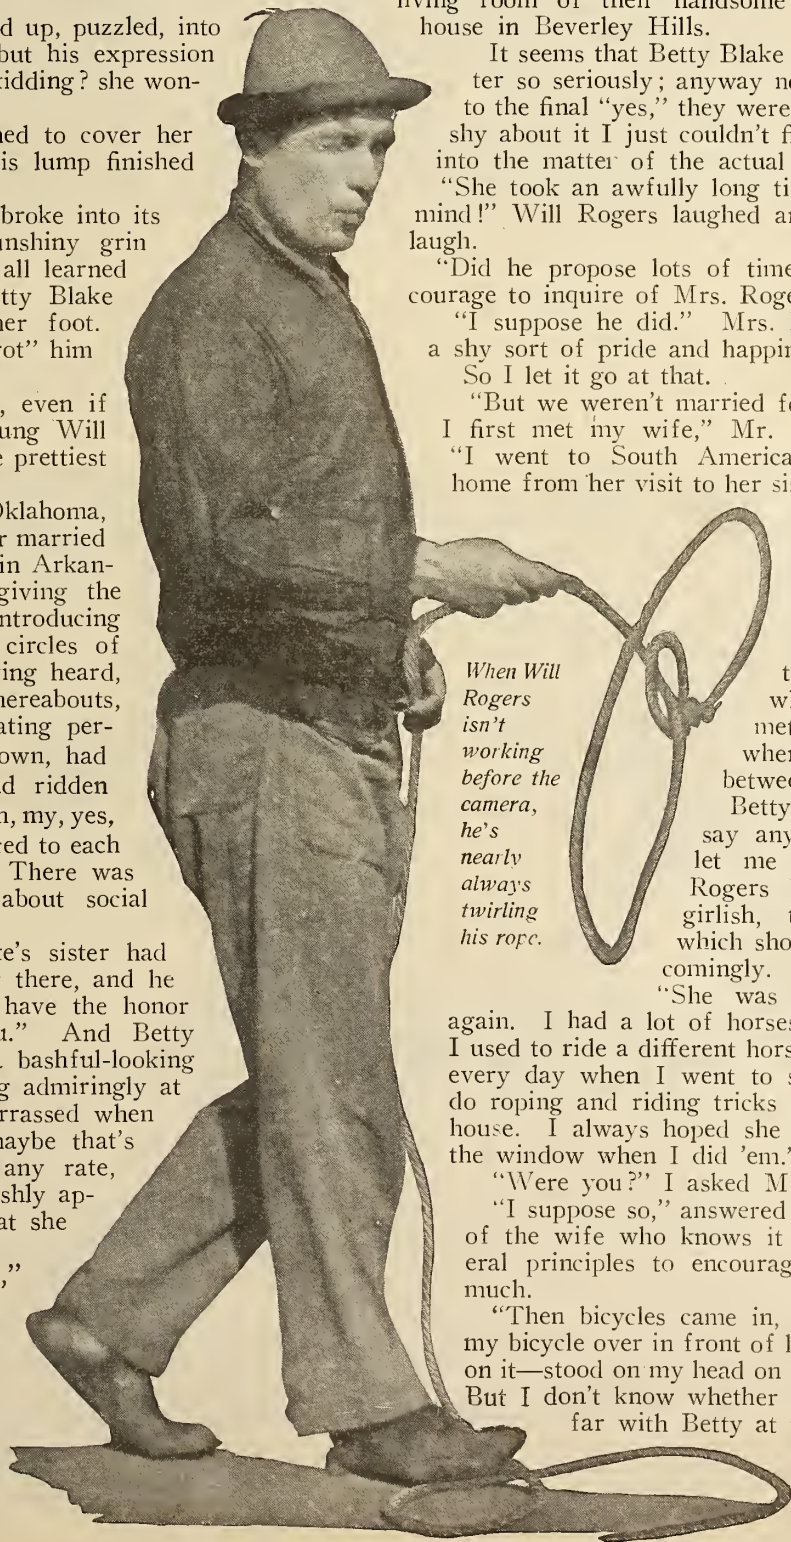 d up, puzzled, into
but his expression
idding? she won-
ned to cover her
is lump finished
broke into its
unshiny grin
all learned
tty Blake
her foot.
rot" him
, even if
ung Will
e prettiest
Oklahoma,
r married
in Arkan-
giving the
ntroducing
circles of
ing heard,
hereabouts,
ating per-
own, had
d ridden
h, my, yes,
red to each
There was
about social
te's sister had
there, and he
have the honor
u." And Betty
bashful-looking
g admiringly at
rrassed when
maybe that's
any rate,
shly ap-
at she
,"
living room of their handsome
house in Beverley Hills.
It seems that Betty Blake
ter so seriously; anyway n
to the final "yes," they were
shy about it I just couldn't f
into the matter of the actual
"She took an awfully long ti
mind!" Will Rogers laughed a
laugh.
"Did he propose lots of time
courage to inquire of Mrs. Roge
"I suppose he did." Mrs.
a shy sort of pride and happin
So I let it go at that.
"But we weren't married f
I first met my wife," Mr.
"I went to South America
home from her visit to her si
When Will
Rogers
isn't
working
before the
camera,
he's
nearly
always
twirling
his rope.
t
w
met
when
betwee
Betty
say any
let me
Rogers
girlish, t
which sho
comingly.
"She was
again. I had a lot of horses
I used to ride a different hors
every day when I went to s
do roping and riding tricks
house. I always hoped she
the window when I did 'em.'
"Were you?" I asked M
"I suppose so," answered
of the wife who knows it
eral principles to encourag
much.
"Then bicycles came in,
my bicycle over in front of l
on it—stood on my head on
But I don't know whether
far with Betty at